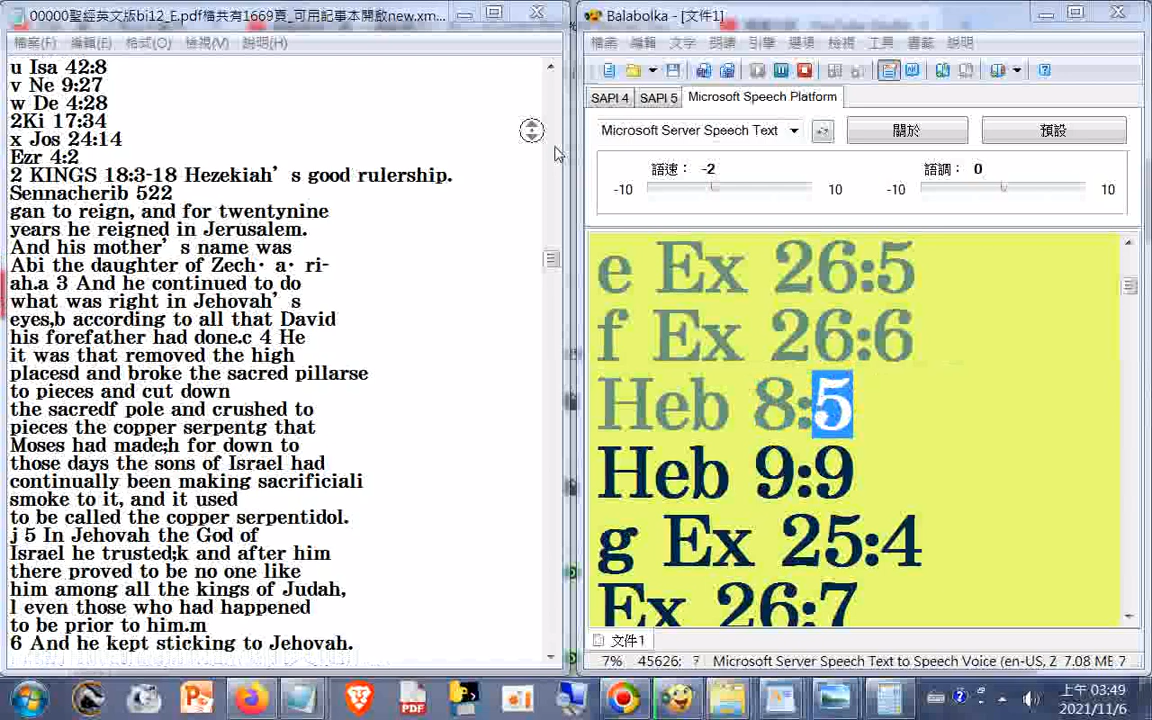 00000聖經英文版bi12_E.pdf檔共有1669頁_可用記事本開啟new.xm...
檔案(F) 編輯(E) 格式(O) 檢視(V) 說明(H)
u Isa 42:8
v Ne 9:27
w De 4:28
2Ki 17:34
x Jos 24:14
Ezr 4:2
2 KINGS 18:3-18 Hezekiah’s good rulership.
Sennacherib 522
gan to reign, and for twentynine
years he reigned in Jerusalem.
And his mother’s name was
Abi the daughter of Zech·a·ri-
ah.a 3 And he continued to do
what was right in Jehovah’s
eyes,b according to all that David
his forefather had done.c 4 He
it was that removed the high
placesd and broke the sacred pillarse
to pieces and cut down
the sacredf pole and crushed to
pieces the copper serpentg that
Moses had made;h for down to
those days the sons of Israel had
continually been making sacrificiali
smoke to it, and it used
to be called the copper serpentidol.
j 5 In Jehovah the God of
Israel he trusted;k and after him
there proved to be no one like
him among all the kings of Judah,
l even those who had happened
to be prior to him.m
6 And he kept sticking to Jehovah.
Balabolka - [文件1]
檔案 編輯 文字 朗讀 引擎 選項 檢視 工具 書籤 說明
SAPI 4 SAPI 5 Microsoft Speech Platform
Microsoft Server Speech Text 關於 預設
語速: -2 語調: 0
-10 10 -10 10
e Ex 26:5
f Ex 26:6
Heb 8:5
Heb 9:9
g Ex 25:4
Ex 26:7
文件1
7% 45626: ? Microsoft Server Speech Text to Speech Voice (en-US, 2 7.08 ME 7
PDF
上午 03:49
2021/11/6